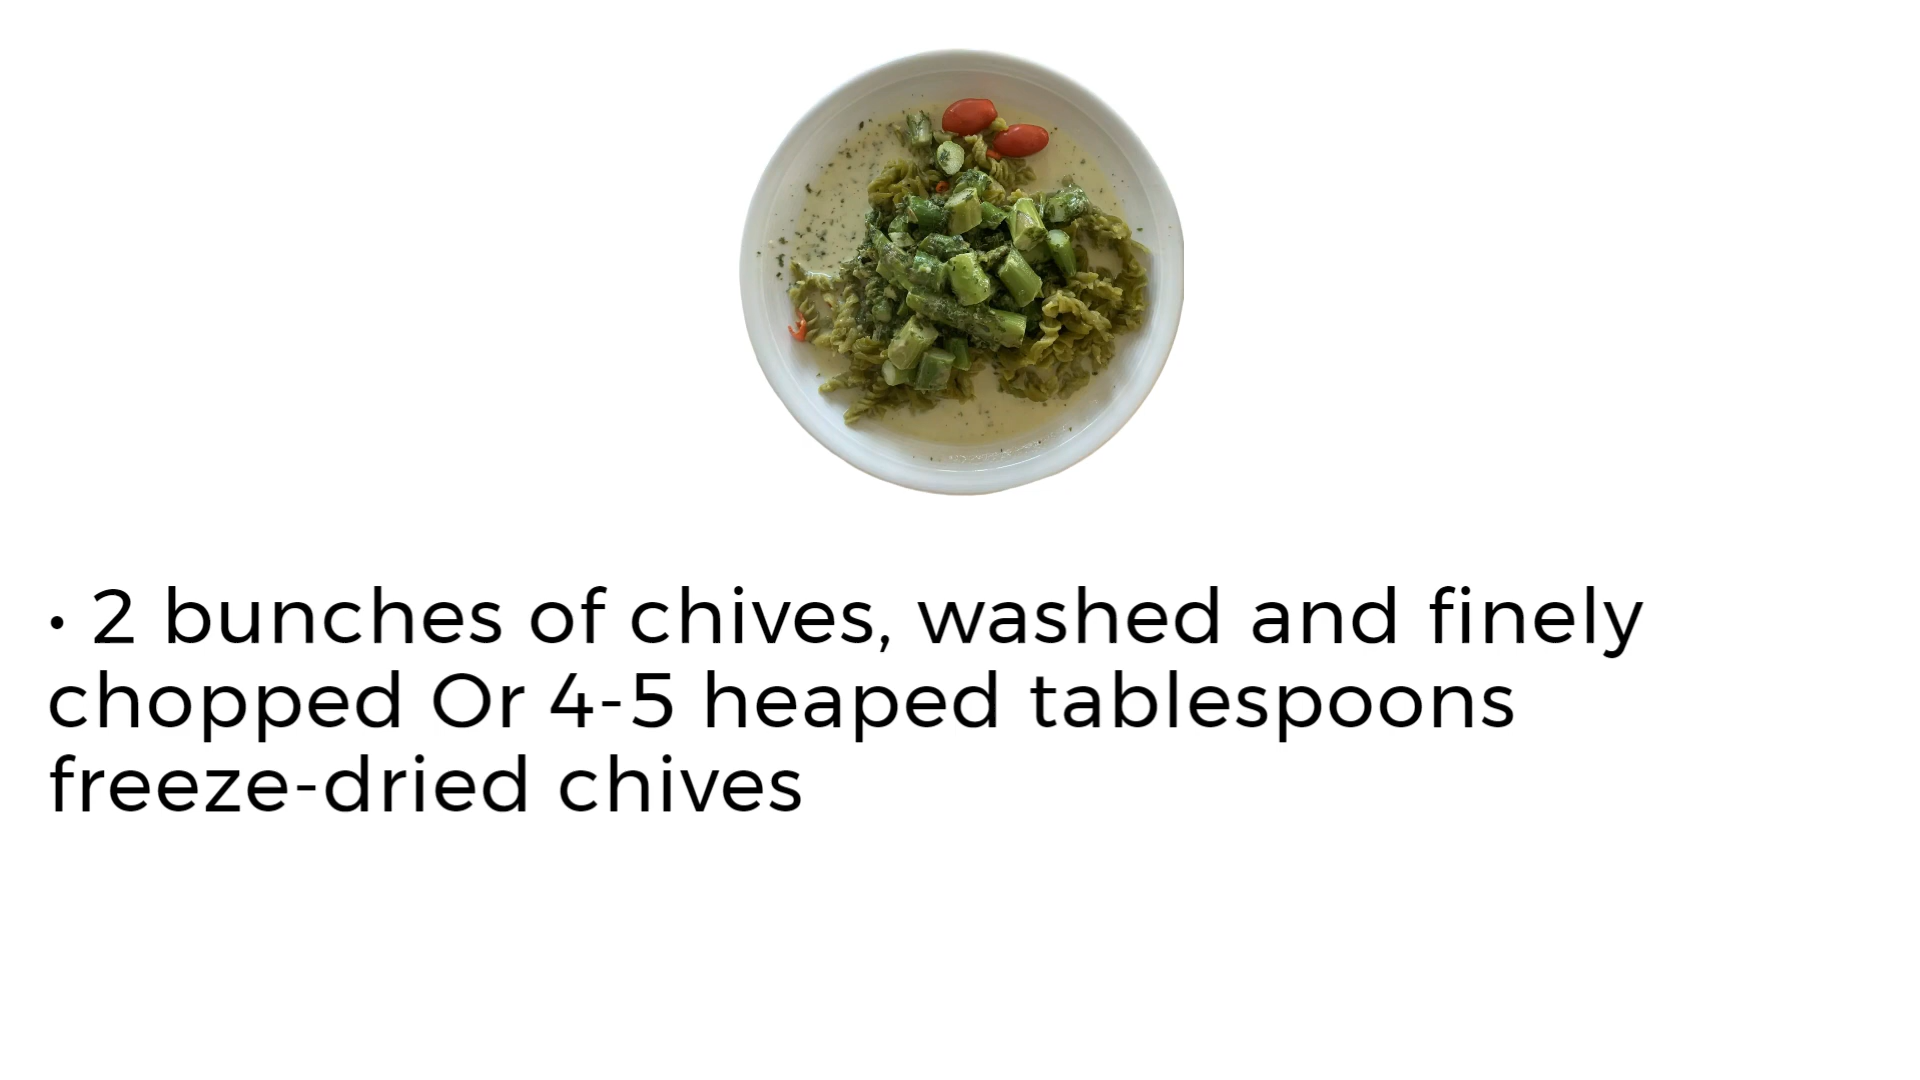 • 2 bunches of chives, washed and finely
chopped Or 4-5 heaped tablespoons
freeze-dried chives